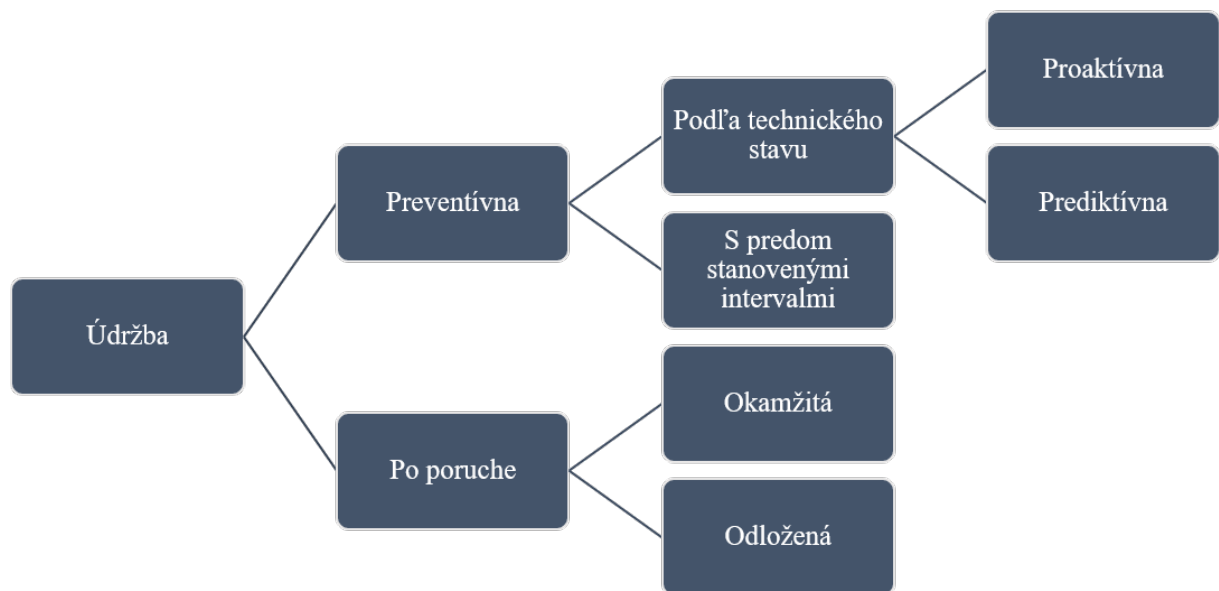 Proaktívna
Podľa technického
stavu
Preventívna
Prediktívna
S predom
stanovenými
intervalmi
Údržba
Okamžitá
Po poruche
Odložená